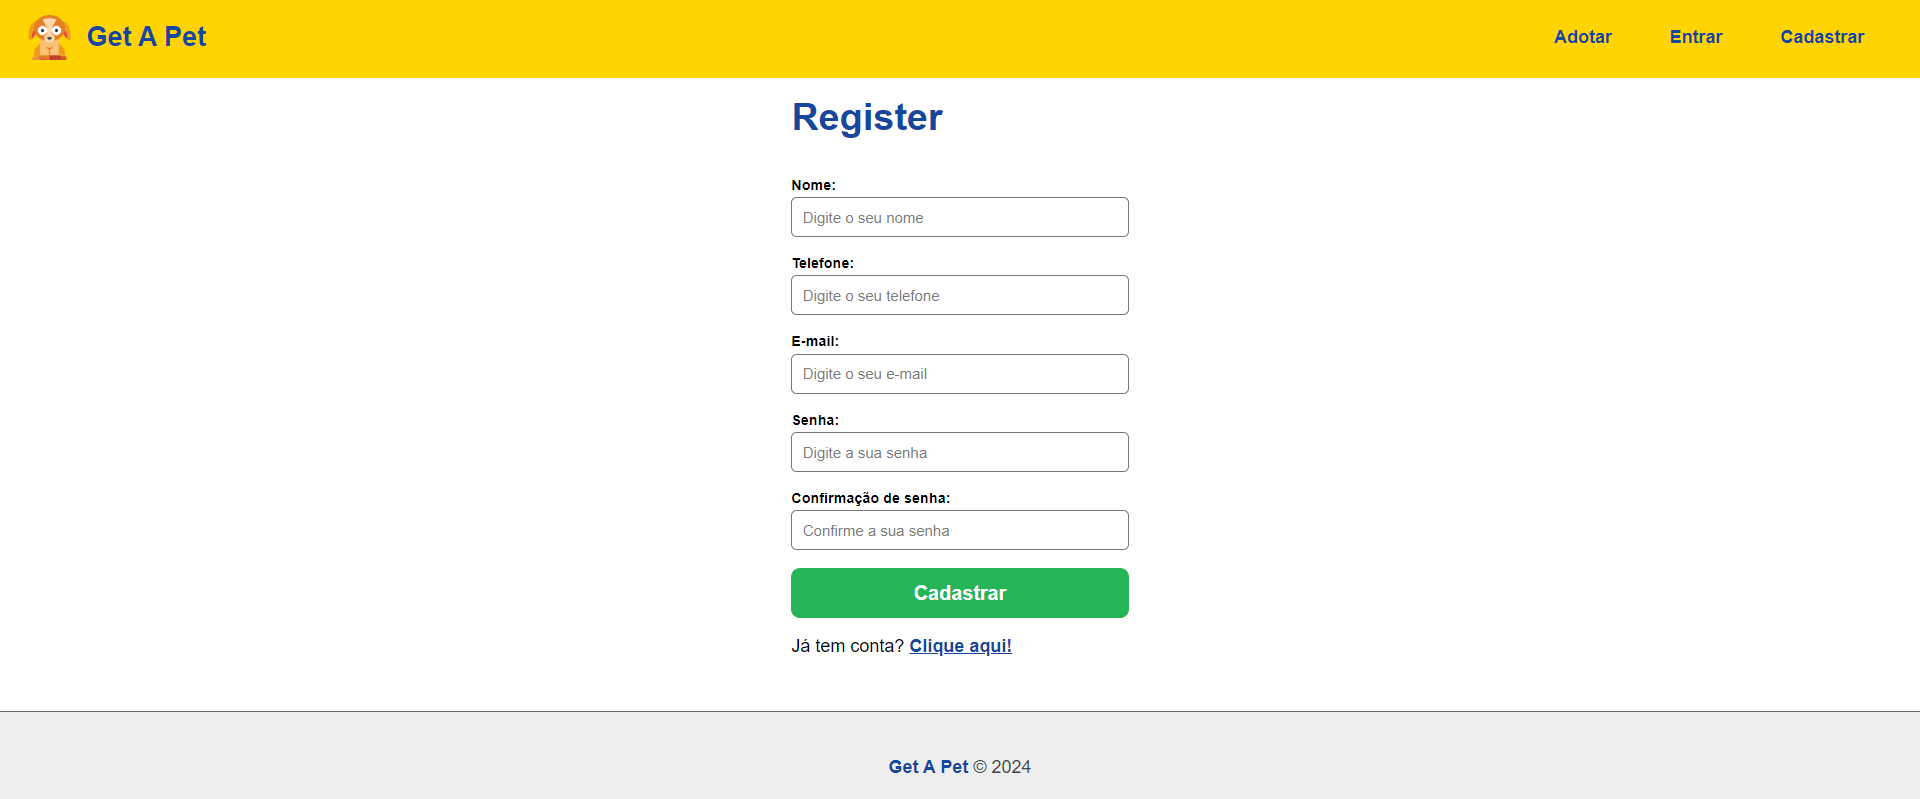 Get A Pet
Adotar Entrar Cadastrar
Register
Nome:
Digite o seu nome
Telefone:
Digite o seu telefone
E-mail:
Digite o seu e-mail
Senha:
Digite a sua senha
Confirmação de senha:
Confirme a sua senha
Cadastrar
Já tem conta? Clique aqui!
Get A Pet © 2024